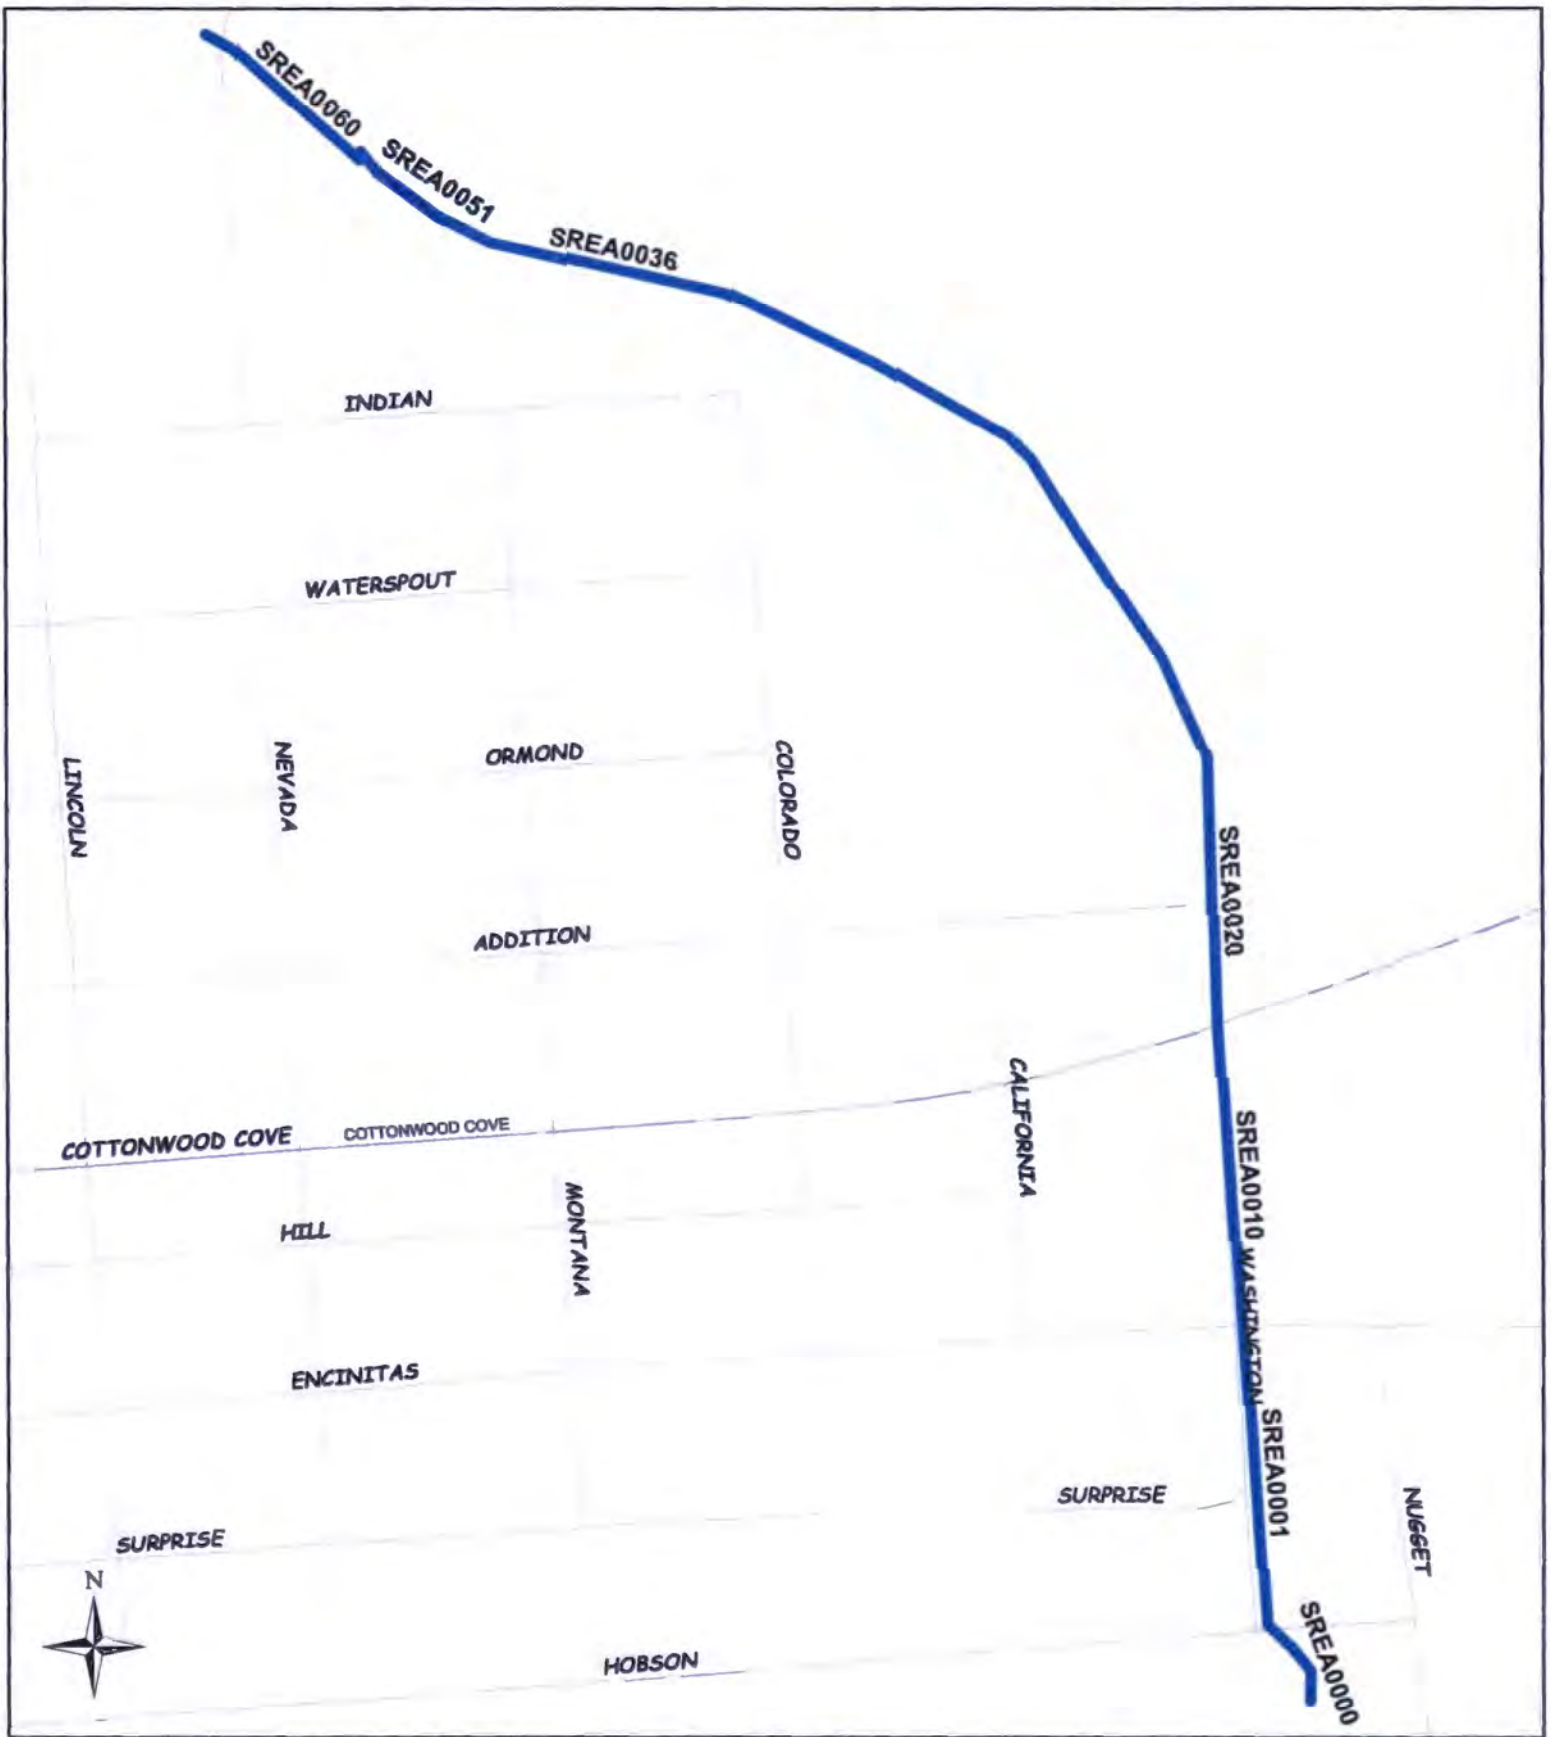 SREA0060
SREA0051
SREA0036
INDIAN
WATERSPOUT
LINCOLN
NEVADA
ORMOND
COLORADO
SREA0020
ADDITION
CALIFORNIA
COTTONWOOD COVE
COTTONWOOD COVE
SREA0010
MONTANA
HILL
WASHINGTON
ENCINITAS
SREA0001
SURPRISE
NUGGET
SURPRISE
N
HOBSON
SREA0000